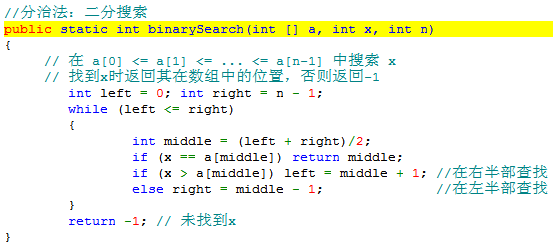 //分治法：二分搜索
public static int binarySearch(int [] a, int x, int n)
{
// 在 a[0] <= a[1] <= ... <= a[n-1] 中搜索 x
// 找到x时返回其在数组中的位置，否则返回-1
int left = 0; int right = n - 1;
while (left <= right)
{
int middle = (left + right)/2;
if (x == a[middle]) return middle;
if (x > a[middle]) left = middle + 1; //在右半部查找
else right = middle - 1; //在左半部查找
}
return -1; // 未找到x
}